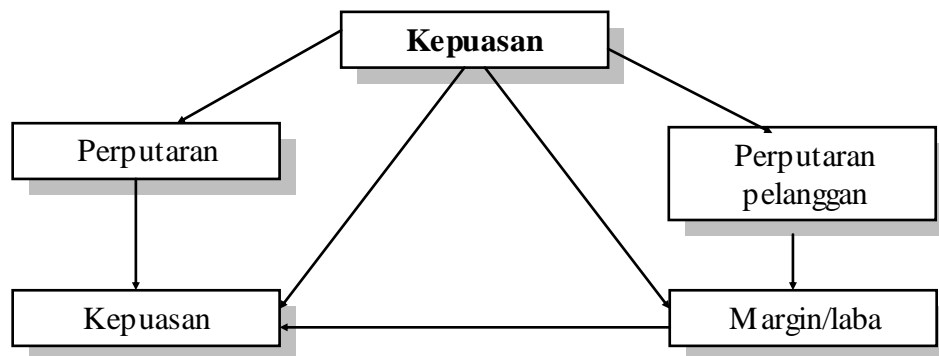 Kepuasan
Perputaran
Perputaran
pelanggan
Kepuasan
Margin/laba